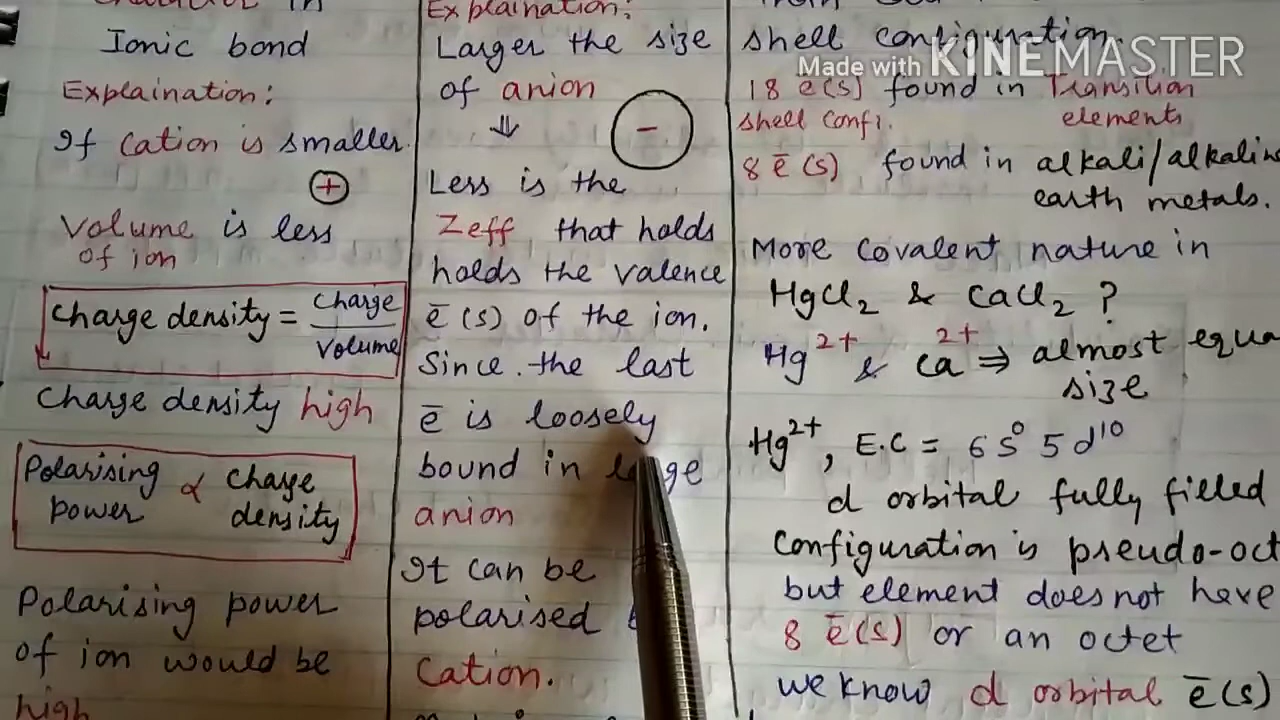 Ionic bond
Explaination:
If Cation is smaller.
+
Volume is less
of ion
Charge density = Charge
Volume
Charge density high
Polarising power ∝ Charge density
Polarising power
of ion would be
high
Explaination:
Larger the size
of anion
⇓
−
Less is the
Zeff that holds
holds the valence
ē (s) of the ion.
Since the last
ē is loosely
bound in
anion
It can be
polarised
Cation.
shell configuration.
Made with KINEMASTER
18 ē(s) found in Transition
shell confi. elements
8 ē (s) found in alkali/alkaline
earth metals.
More Covalent nature in
HgCl2 & CaCl2 ?
Hg2+ & Ca2+ ⇒ almost equa
size
Hg2+, E.C = 6S0 5d10
d orbital fully filled
Configuration is pseudo-oct
but element does not have
8 ē(s) or an octet
we know d orbital ē(s)